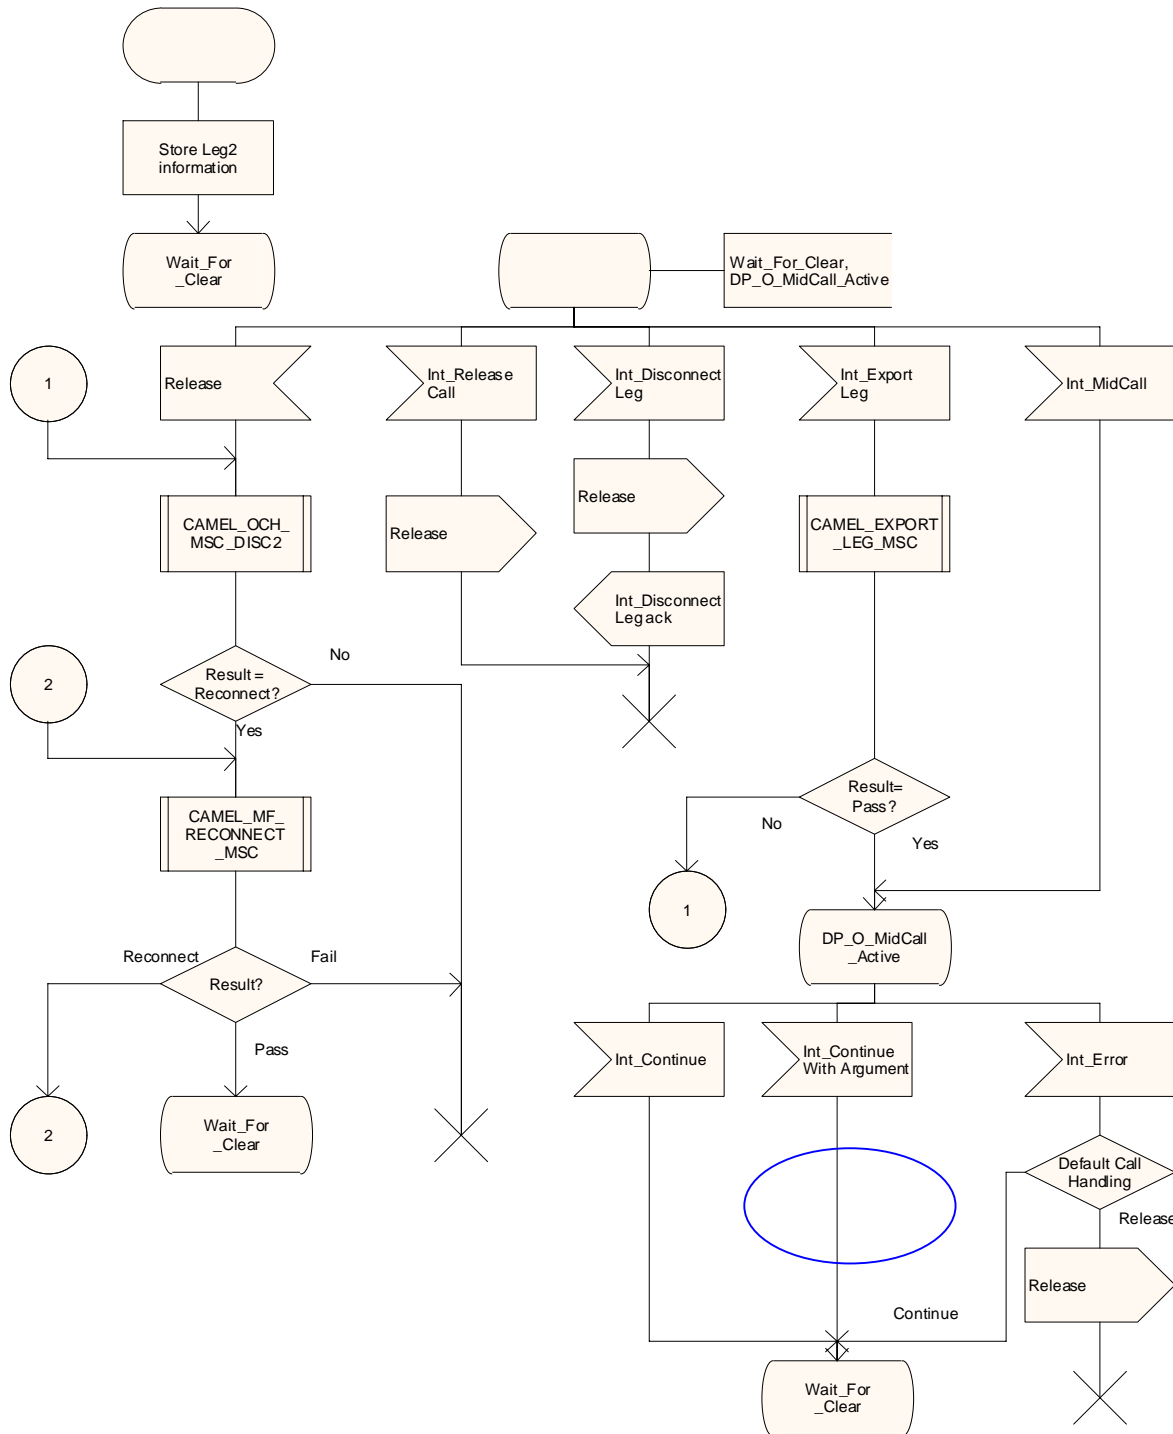 Store Leg2
information
Wait_For
_Clear
Wait_For_Clear,
DP_O_MidCall_Active
1
Release
Int_Release
Call
Int_Disconnect
Leg
Int_Export
Leg
Int_MidCall
CAMEL_OCH_
MSC_DISC2
Release
Release
CAMEL_EXPORT
_LEG_MSC
Int_Disconnect
Leg ack
2
Result =
Reconnect?
No
Yes
CAMEL_MF_
RECONNECT
_MSC
Result=
Pass?
No
Yes
1
DP_O_MidCall
_Active
Reconnect
Result?
Fail
Pass
2
Wait_For
_Clear
Int_Continue
Int_Continue
With Argument
Int_Error
Default Call
Handling
Release
Release
Continue
Wait_For
_Clear